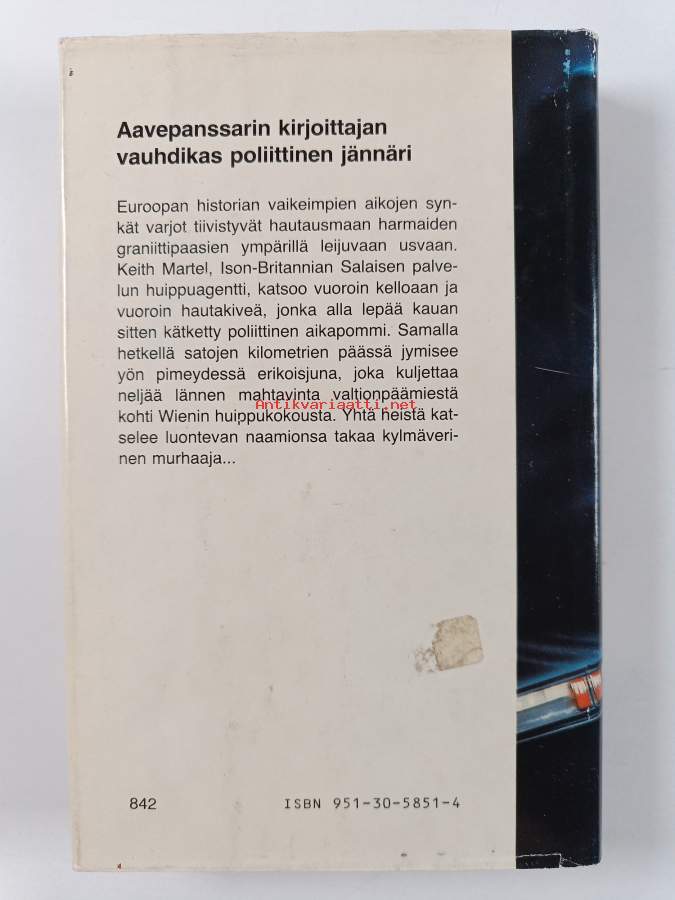 Aavepanssarin kirjoittajan
vauhdikas poliittinen jännäri
Euroopan historian vaikeimpien aikojen syn-
kät varjot tiivistyvät hautausmaan harmaiden
graniittipaasien ympärillä leijuvaan usvaan.
Keith Martel, Ison-Britannian Salaisen palve-
lun huippuagentti, katsoo vuoroin kelloaan ja
vuoroin hautakiveä, jonka alla lepää kauan
sitten kätketty poliittinen aikapommi. Samalla
hetkellä satojen kilometrien päässä jymisee
yön pimeydessä erikoisjuna, joka kuljettaa
neljää lännen mahtavinta valtionpäämiestä
Antikvariaatti.net
kohti Wienin huippukokousta. Yhtä heistä kat-
selee luontevan naamionsa takaa kylmäveri-
nen murhaaja...
842
ISBN 951-30-5851-4